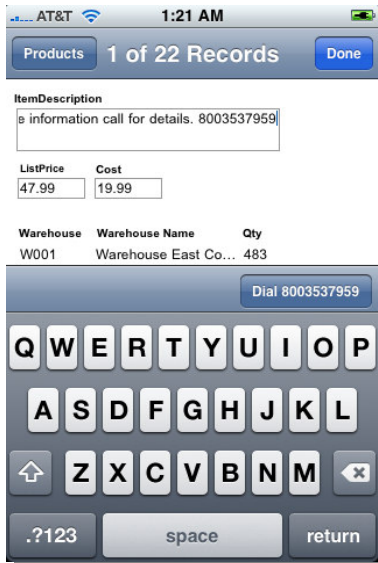 AT&T 1:21 AM
Products 1 of 22 Records Done
ItemDescription
e information call for details. 8003537959
ListPrice Cost
47.99 19.99
Warehouse Warehouse Name Qty
W001 Warehouse East Co... 483
Dial 8003537959
Q W E R T Y U I O P
A S D F G H J K L
Z X C V B N M
.?123 space return